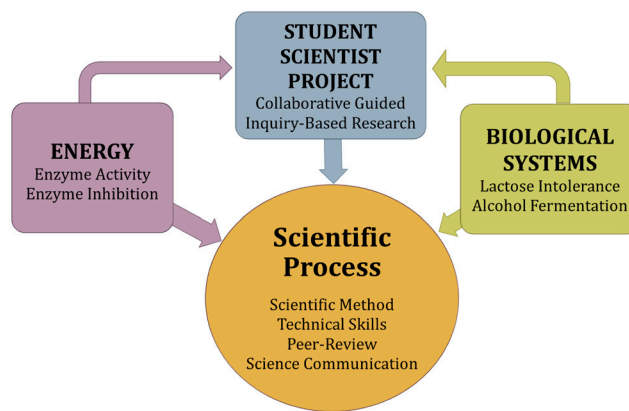 STUDENT
SCIENTIST
PROJECT
Collaborative Guided
Inquiry-Based Research
ENERGY
Enzyme Activity
Enzyme Inhibition
BIOLOGICAL
SYSTEMS
Lactose Intolerance
Alcohol Fermentation
Scientific
Process
Scientific Method
Technical Skills
Peer-Review
Science Communication